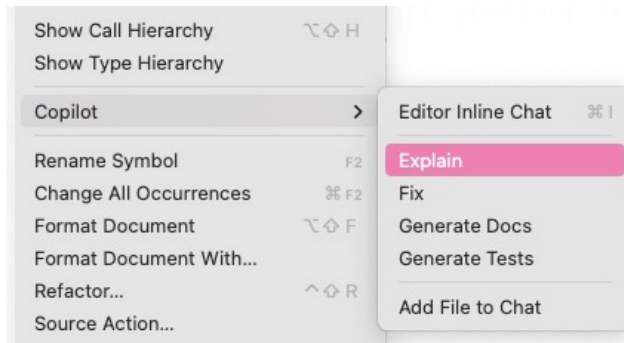 Show Call Hierarchy ⌥⇧ H
Show Type Hierarchy
Copilot >
Rename Symbol F2
Change All Occurrences ⌘ F2
Format Document ⌥⇧ F
Format Document With...
Refactor... ^⇧ R
Source Action...
Editor Inline Chat ⌘ I
Explain
Fix
Generate Docs
Generate Tests
Add File to Chat